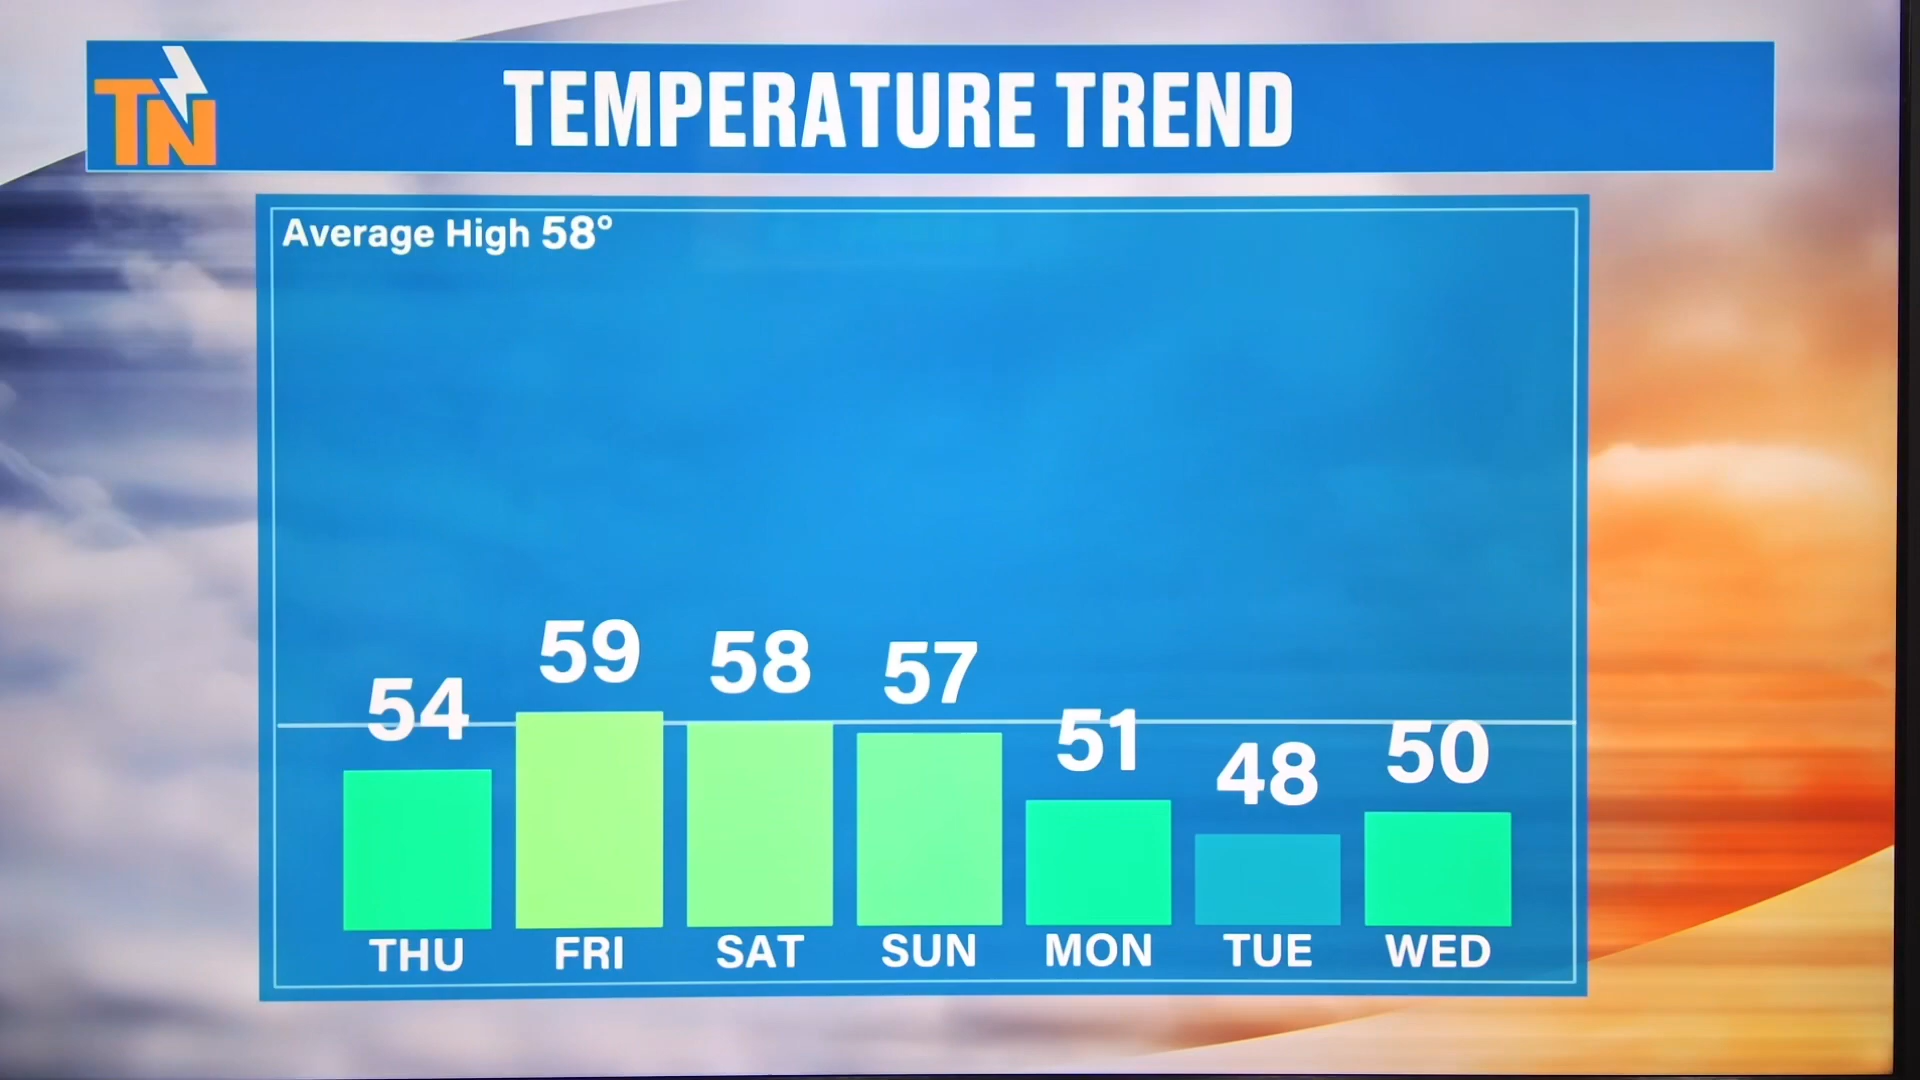 TN
TEMPERATURE TREND
Average High 58°
54 59 58 57 51 48 50
THU FRI SAT SUN MON TUE WED